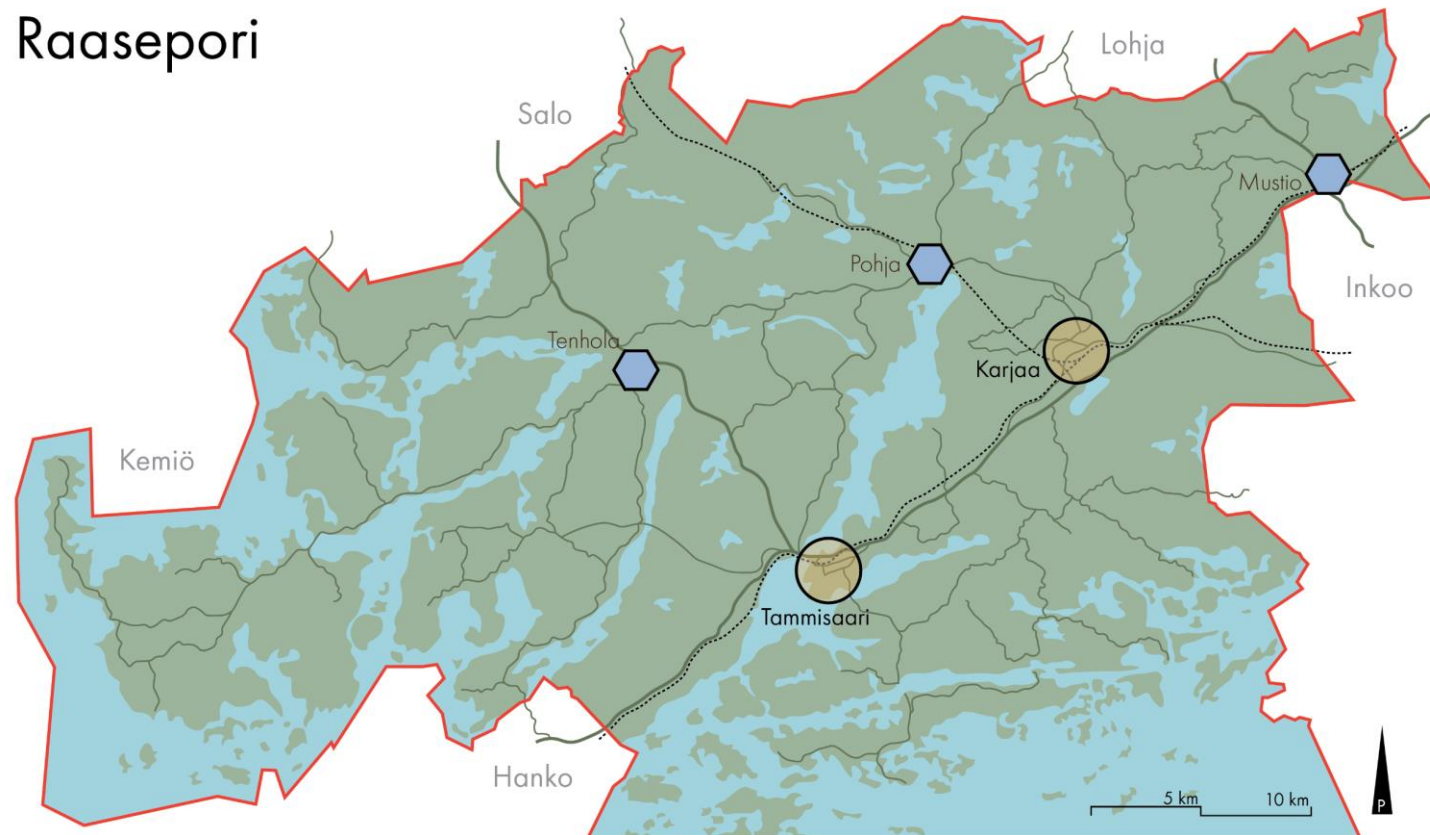 Raasepori
Lohja
Salo
Mustio
Pohja
Inkoo
Tenhola
Karjaa
Kemiö
Tammisaari
Hanko
5 km
10 km
P